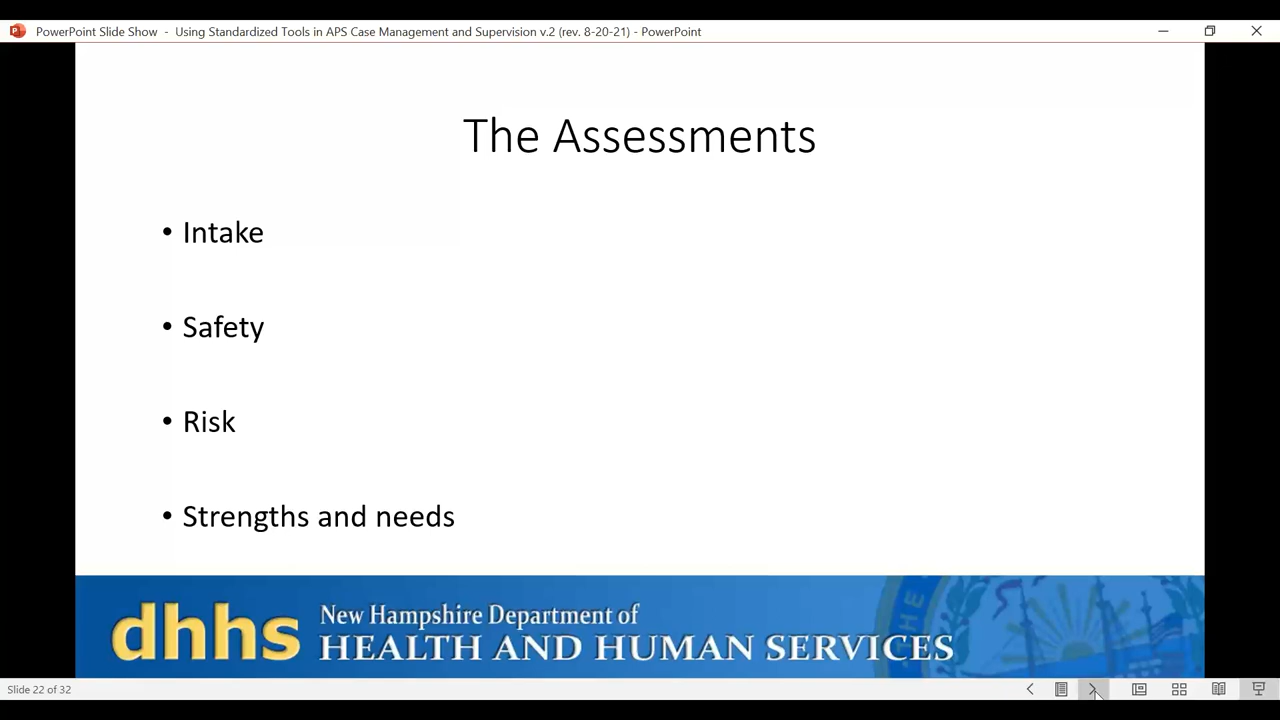 PowerPoint Slide Show - Using Standardized Tools in APS Case Management and Supervision v.2 (rev. 8-20-21) - PowerPoint
The Assessments
• Intake
• Safety
• Risk
• Strengths and needs
dhhs
New Hampshire Department of
HEALTH AND HUMAN SERVICES
THE
Slide 22 of 32